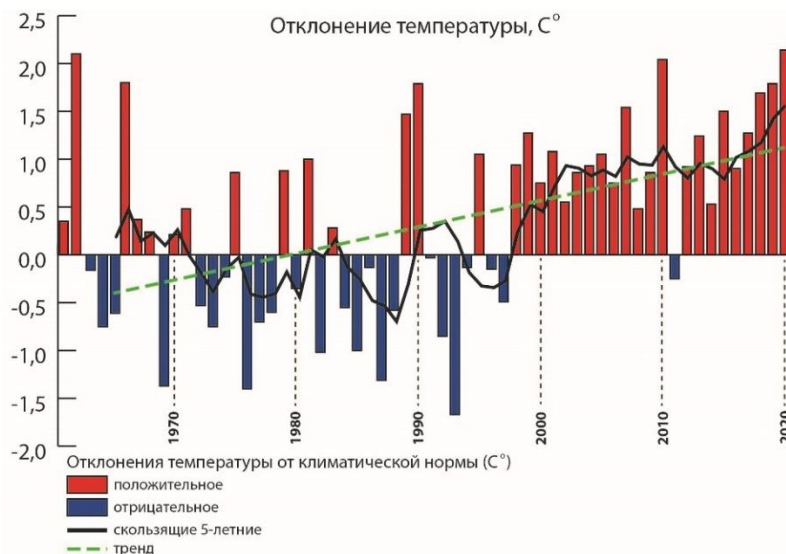 Отклонение температуры, C°
2,5
2,0
1,5
1,0
0,5
0,0
-0,5
-1,0
-1,5
-2,0
1970
1980
1990
2000
2010
2020
Отклонения температуры от климатической нормы (C°)
положительное
отрицательное
скользящие 5-летние
тренд